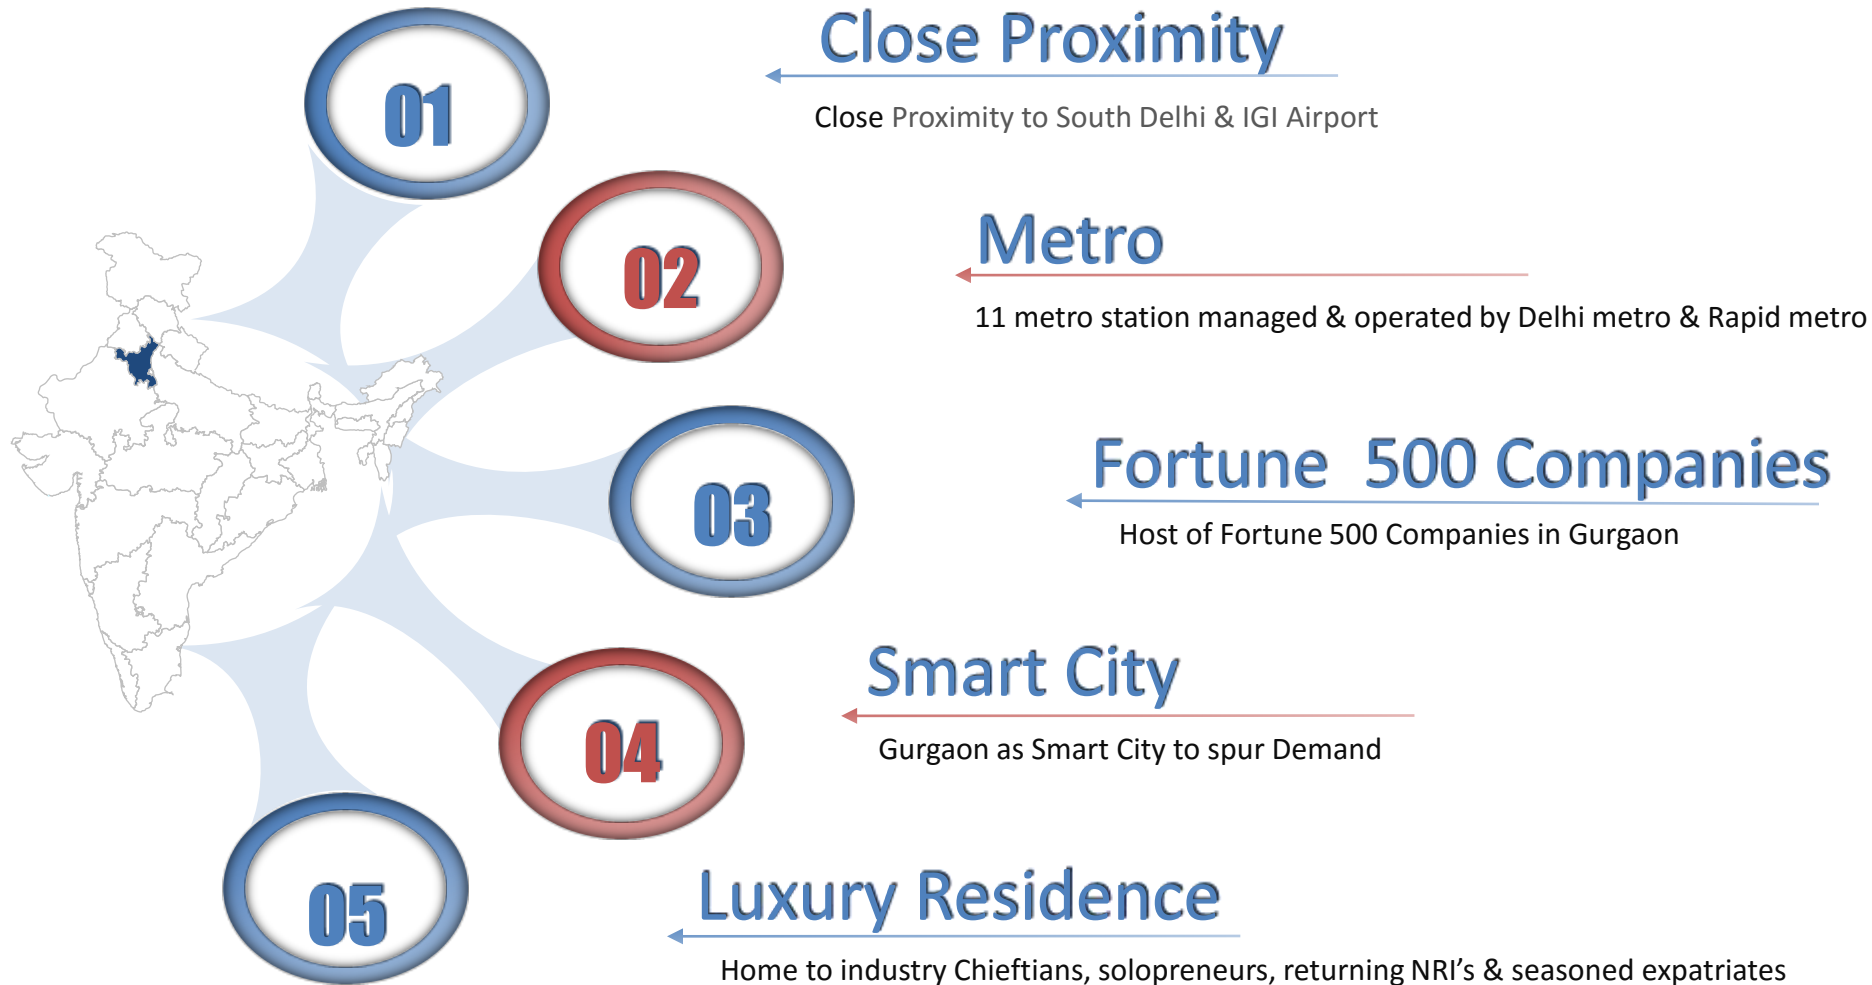 01
Close Proximity
Close Proximity to South Delhi & IGI Airport
02
Metro
11 metro station managed & operated by Delhi metro & Rapid metro
03
Fortune 500 Companies
Host of Fortune 500 Companies in Gurgaon
04
Smart City
Gurgaon as Smart City to spur Demand
05
Luxury Residence
Home to industry Chieftians, solopreneurs, returning NRI’s & seasoned expatriates